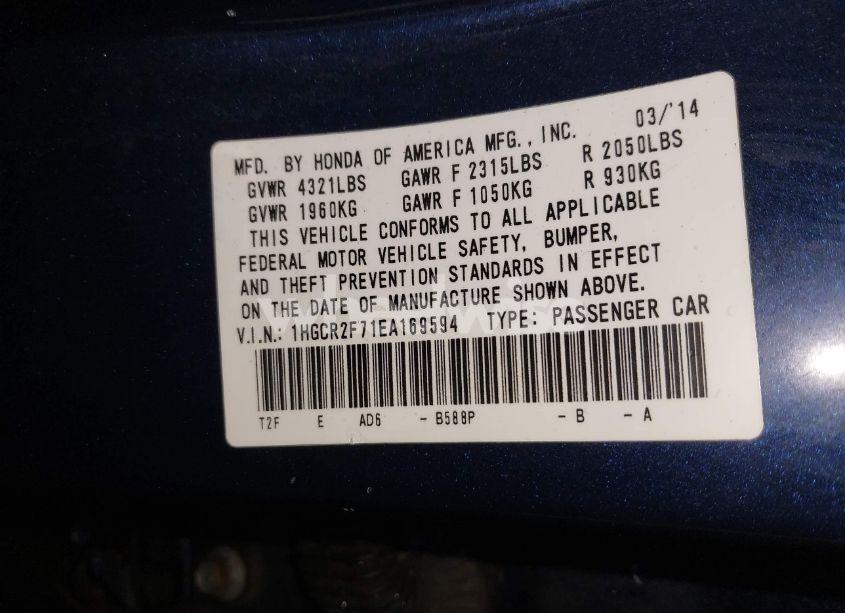 03/'14
MFD. BY HONDA OF AMERICA MFG., INC.
GVWR 4321LBS GAWR F 2315LBS R 2050LBS
GVWR 1960KG GAWR F 1050KG R 930KG
THIS VEHICLE CONFORMS TO ALL APPLICABLE
FEDERAL MOTOR VEHICLE SAFETY, BUMPER,
AND THEFT PREVENTION STANDARDS IN EFFECT
ON THE DATE OF MANUFACTURE SHOWN ABOVE.
V.I.N.: 1HGCR2F71EA169594 TYPE: PASSENGER CAR
T2F E AD6 - B588P - B - A